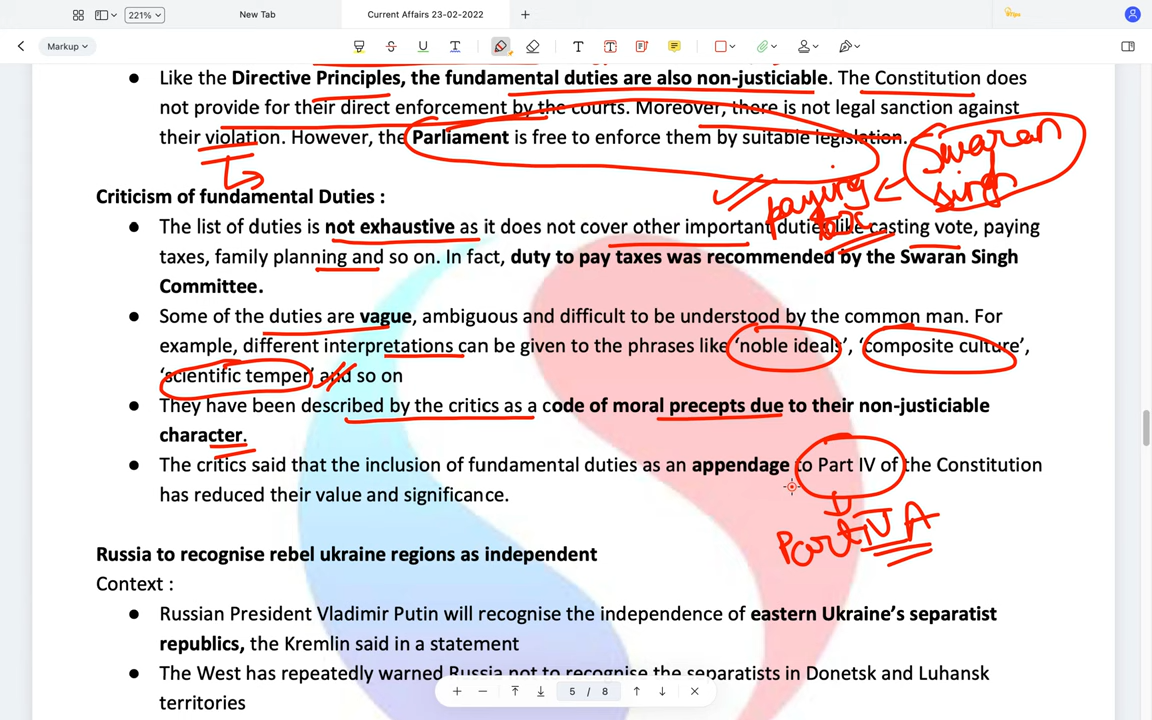 221%
New Tab
Current Affairs 23-02-2022
Markup
● Like the Directive Principles, the fundamental duties are also non-justiciable. The Constitution does
not provide for their direct enforcement by the courts. Moreover, there is not legal sanction against
their violation. However, the Parliament is free to enforce them by suitable legislation.
Swaran
Singh
paying
tax
Criticism of fundamental Duties :
● The list of duties is not exhaustive as it does not cover other important duties like casting vote, paying
taxes, family planning and so on. In fact, duty to pay taxes was recommended by the Swaran Singh
Committee.
● Some of the duties are vague, ambiguous and difficult to be understood by the common man. For
example, different interpretations can be given to the phrases like ‘noble ideals’, ‘composite culture’,
‘scientific temper’ and so on
● They have been described by the critics as a code of moral precepts due to their non-justiciable
character.
● The critics said that the inclusion of fundamental duties as an appendage to Part IV of the Constitution
has reduced their value and significance.
Part IV A
Russia to recognise rebel ukraine regions as independent
Context :
● Russian President Vladimir Putin will recognise the independence of eastern Ukraine’s separatist
republics, the Kremlin said in a statement
● The West has repeatedly warned Russia not to recognise the separatists in Donetsk and Luhansk
territories
5 / 8